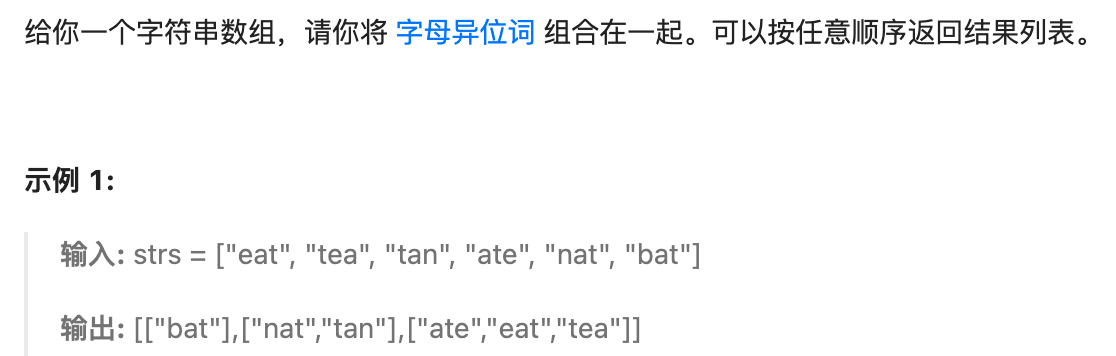 给你一个字符串数组，请你将 字母异位词 组合在一起。可以按任意顺序返回结果列表。
示例 1:
输入: strs = ["eat", "tea", "tan", "ate", "nat", "bat"]
输出: [["bat"],["nat","tan"],["ate","eat","tea"]]